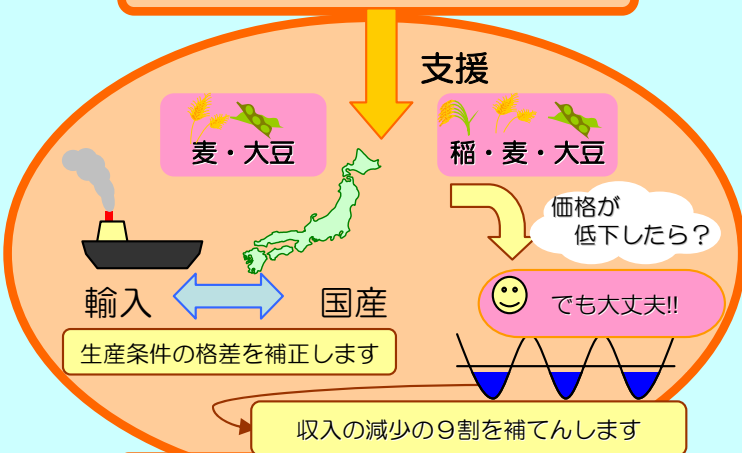 支援
麦・大豆
稲・麦・大豆
価格が
低下したら？
輸入
国産
でも大丈夫!!
生産条件の格差を補正します
収入の減少の９割を補てんします